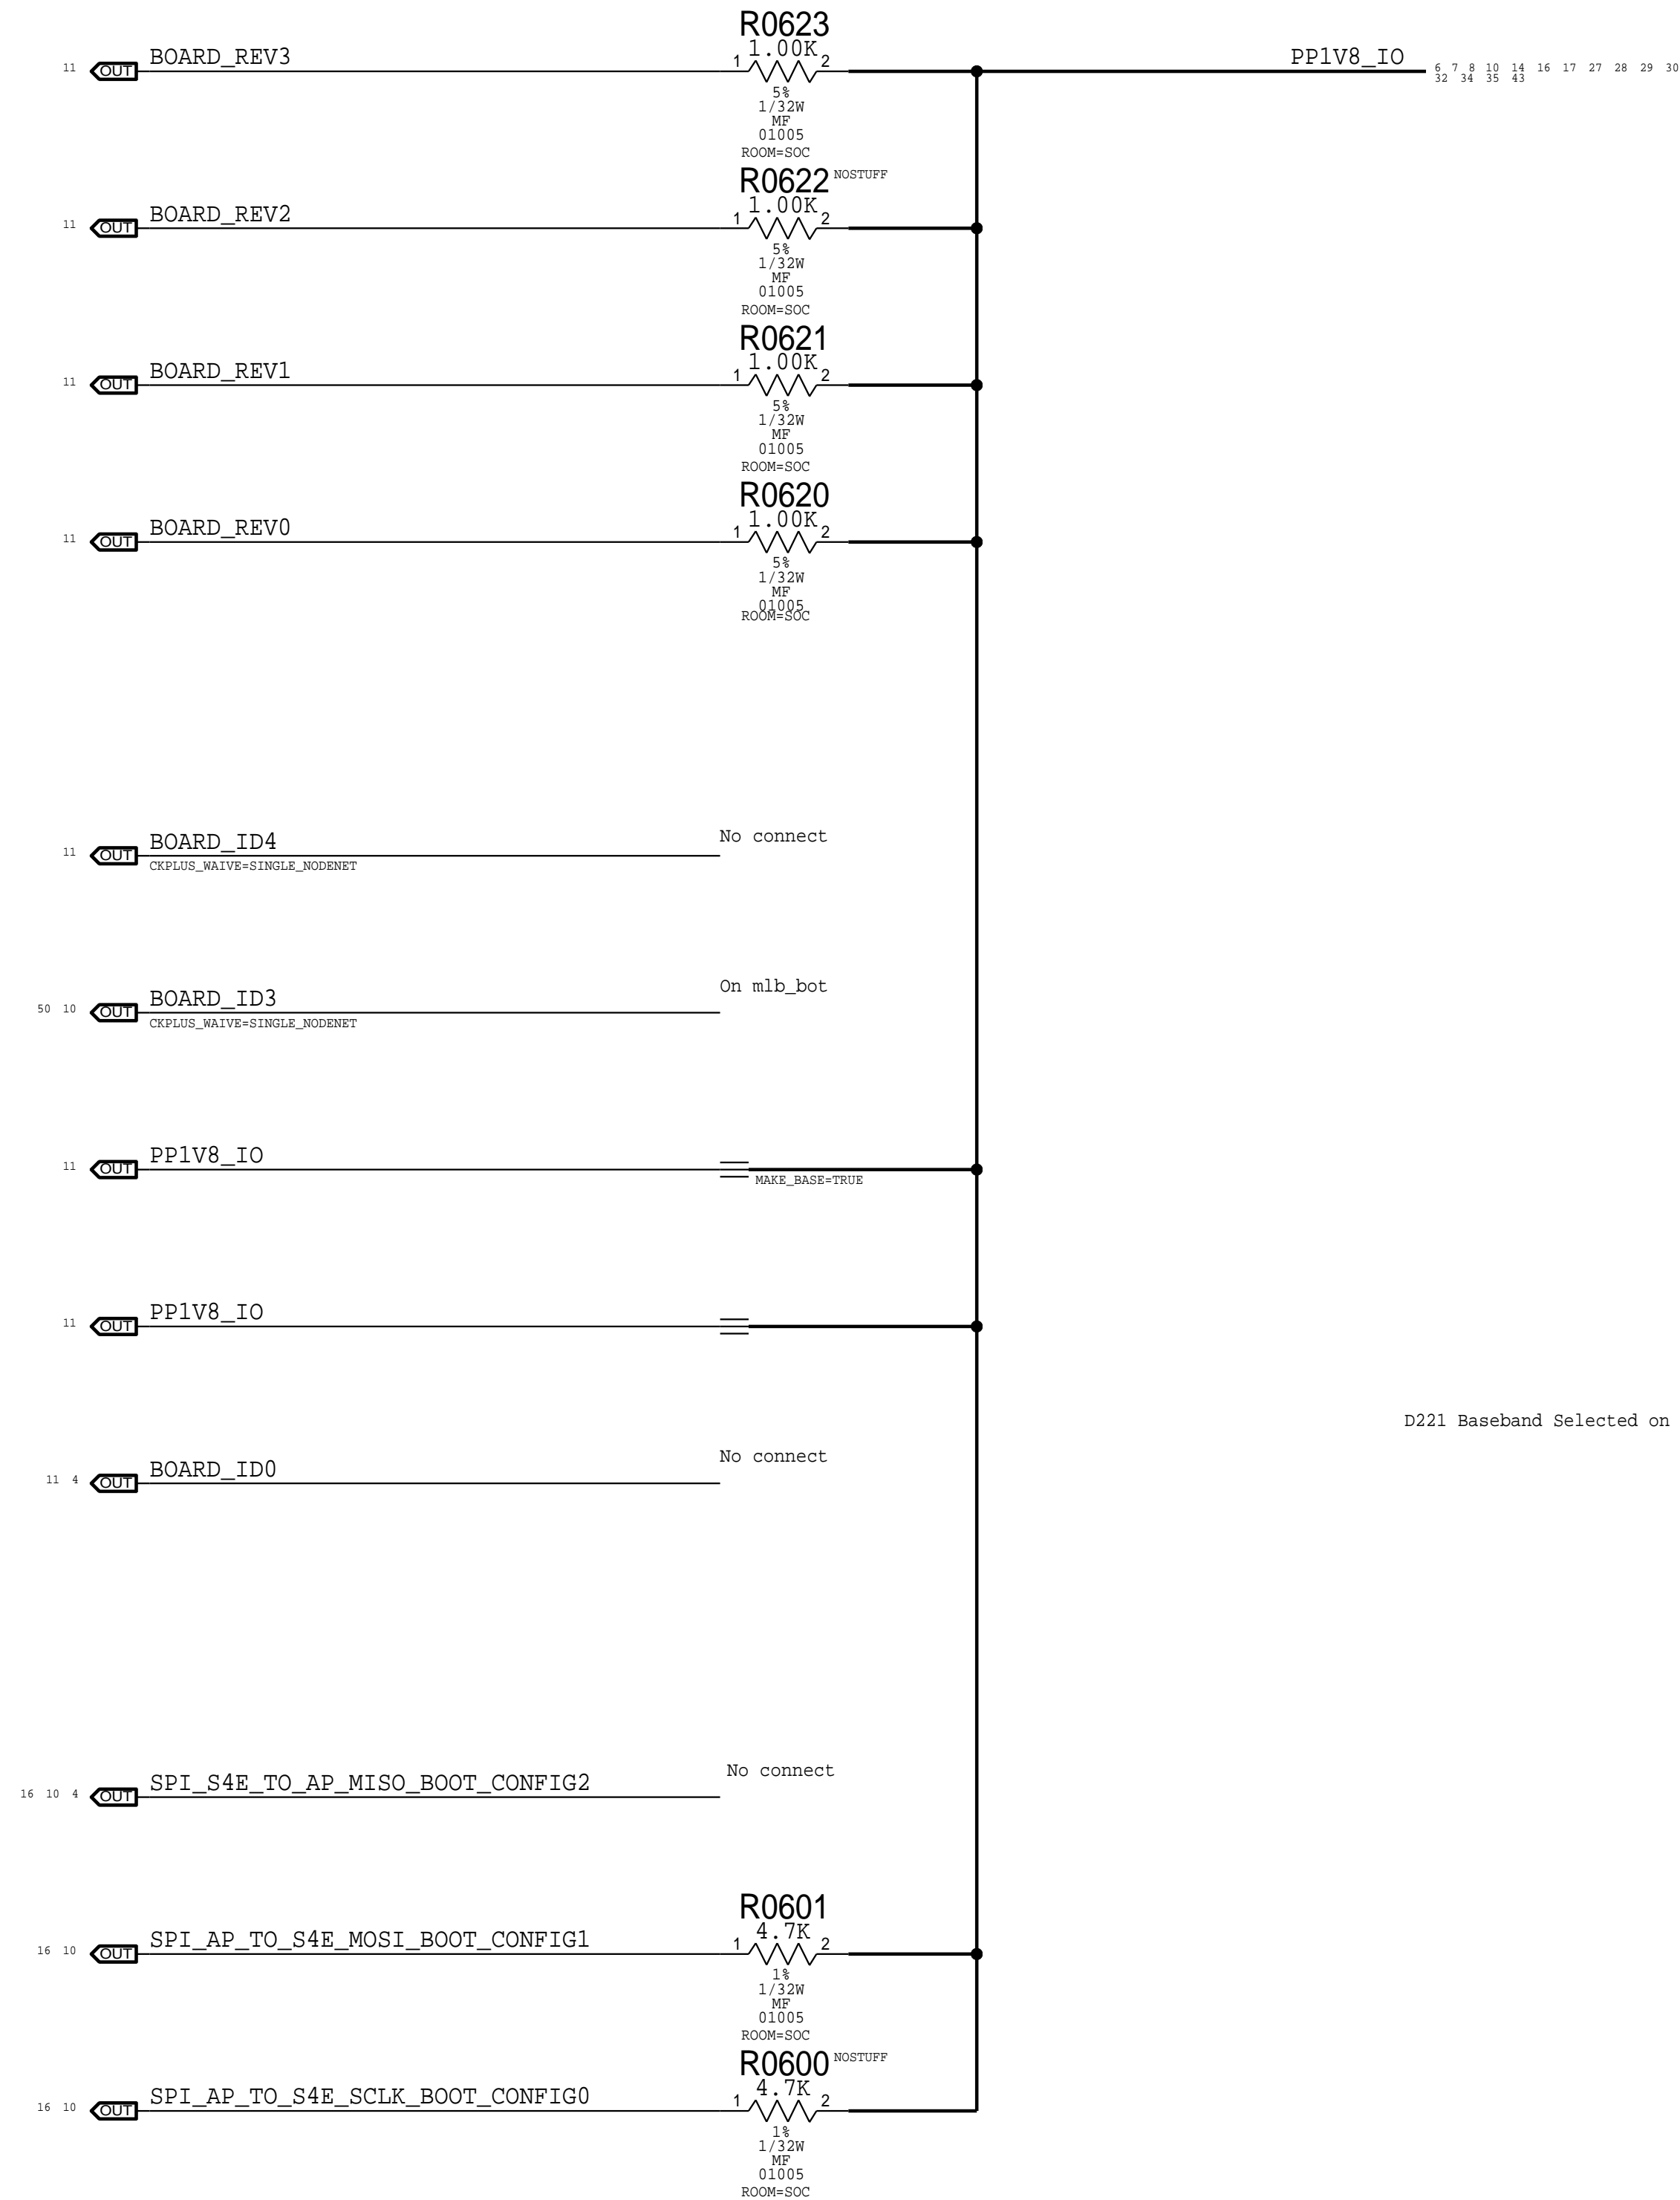 R0623
BOARD_REV3
1.00K
PP1V8_IO
11
OUT
1
2
6 7 8 10 14 16 17 27 28 29 30
32 34 35 43
5%
1/32W
MF
01005
ROOM=SOC
R0622 NOSTUFF
BOARD_REV2
1.00K
11
OUT
1
2
5%
1/32W
MF
01005
ROOM=SOC
R0621
BOARD_REV1
1.00K
11
OUT
1
2
5%
1/32W
MF
01005
ROOM=SOC
R0620
BOARD_REV0
1.00K
11
OUT
1
2
5%
1/32W
MF
01005
ROOM=SOC
No connect
BOARD_ID4
11
OUT
CKPLUS_WAIVE=SINGLE_NODENET
On mlb_bot
BOARD_ID3
50 10
OUT
CKPLUS_WAIVE=SINGLE_NODENET
PP1V8_IO
11
OUT
MAKE_BASE=TRUE
PP1V8_IO
11
OUT
D221 Baseband Selected on
No connect
BOARD_ID0
11 4
OUT
No connect
SPI_S4E_TO_AP_MISO_BOOT_CONFIG2
16 10 4
OUT
R0601
SPI_AP_TO_S4E_MOSI_BOOT_CONFIG1
4.7K
16 10
OUT
1
2
1%
1/32W
MF
01005
ROOM=SOC
R0600 NOSTUFF
SPI_AP_TO_S4E_SCLK_BOOT_CONFIG0
4.7K
16 10
OUT
1
2
1%
1/32W
MF
01005
ROOM=SOC